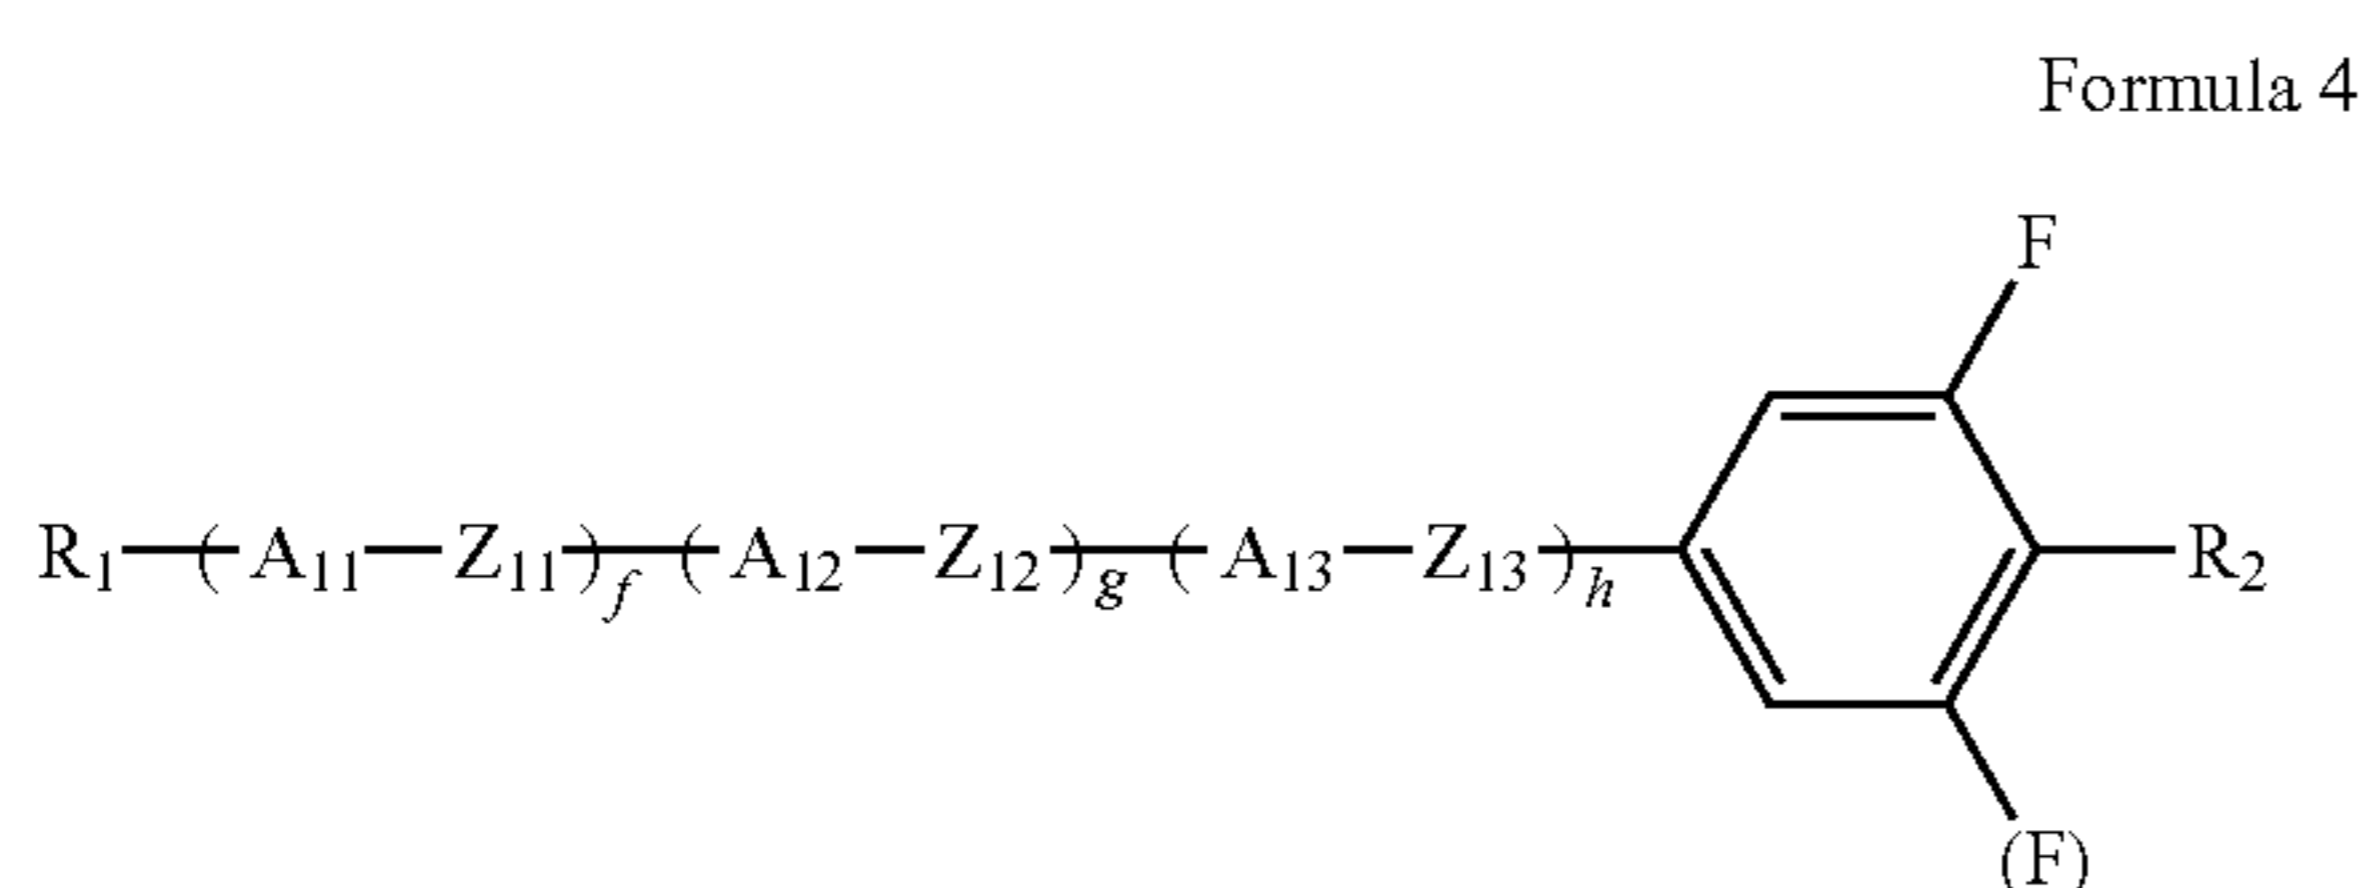 Formula 4
F
R₁—(A₁₁—Z₁₁)f—(A₁₂—Z₁₂)g—(A₁₃—Z₁₃)h—R₂
(F)